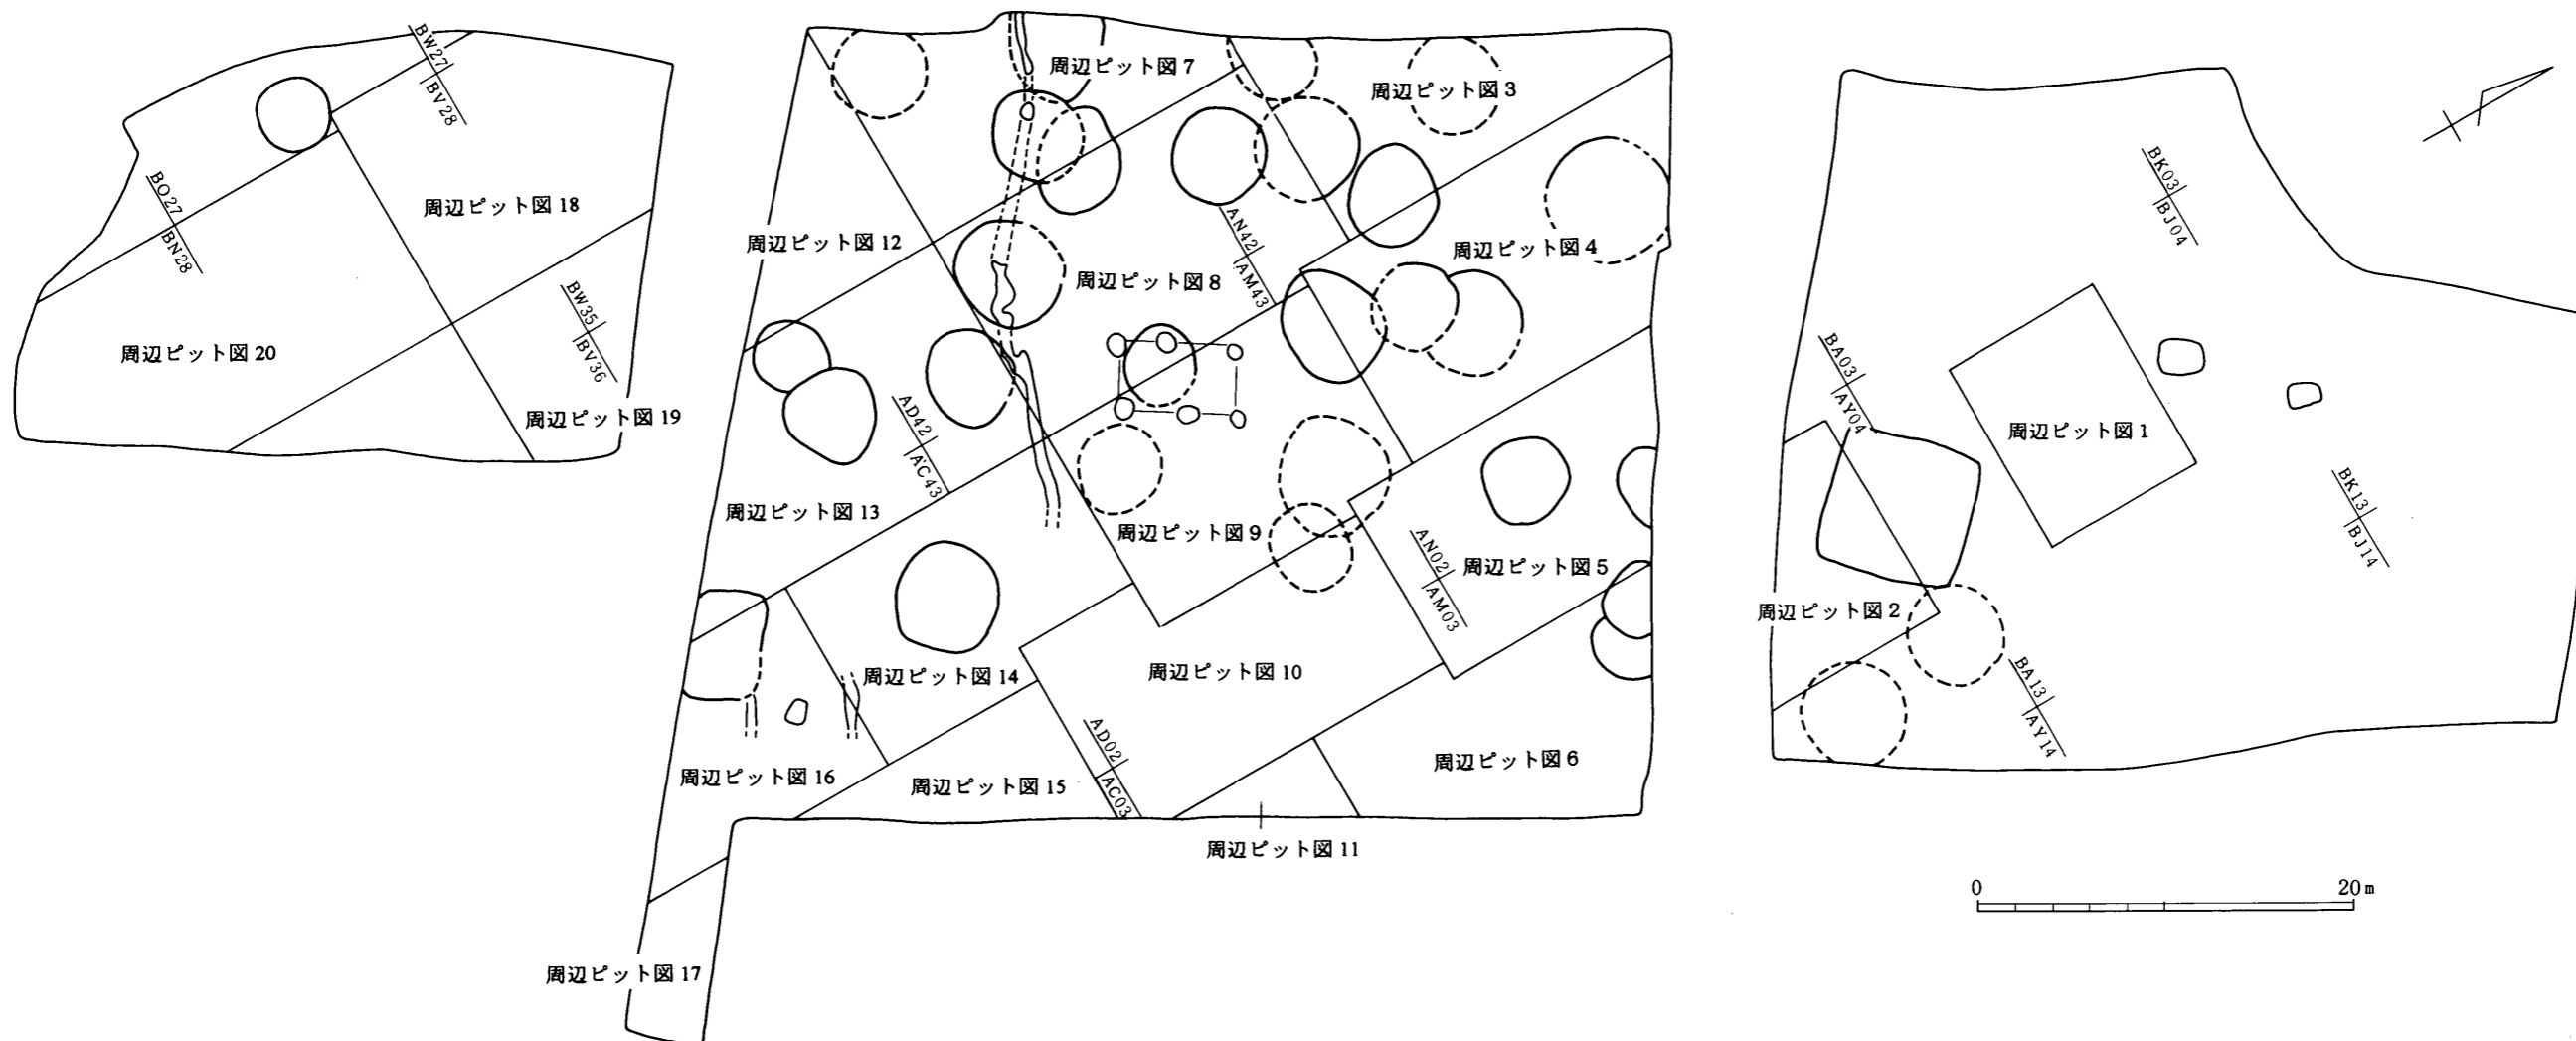 BW27
BV28
周辺ピット図 18
BO27
BN28
周辺ピット図 20
BW35
BV36
周辺ピット図 19
周辺ピット図 7
周辺ピット図 3
周辺ピット図 12
AN42
AM43
周辺ピット図 4
周辺ピット図 8
AD42
AC43
周辺ピット図 13
周辺ピット図 9
AN02
AM03
周辺ピット図 5
周辺ピット図 14
周辺ピット図 10
AD02
AC03
周辺ピット図 16
周辺ピット図 15
周辺ピット図 6
周辺ピット図 11
周辺ピット図 17
BK03
BJ04
BA03
AY04
周辺ピット図 1
BK13
BJ14
周辺ピット図 2
BA13
AY14
0 20m